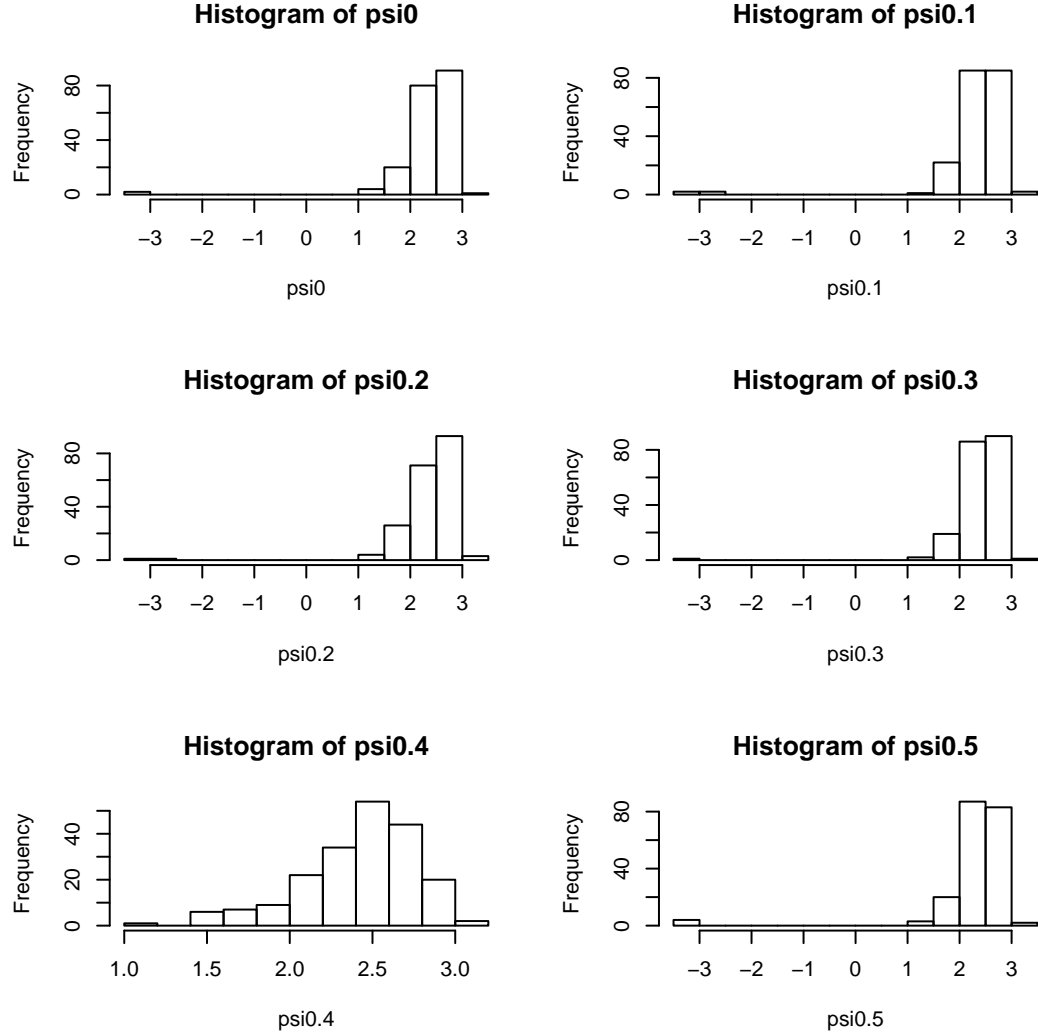 Histogram of psi0
Frequency
0 40 80
−3 −2 −1 0 1 2 3
psi0
Histogram of psi0.1
Frequency
0 40 80
−3 −2 −1 0 1 2 3
psi0.1
Histogram of psi0.2
Frequency
0 40 80
−3 −2 −1 0 1 2 3
psi0.2
Histogram of psi0.3
Frequency
0 40 80
−3 −2 −1 0 1 2 3
psi0.3
Histogram of psi0.4
Frequency
0 20 40
1.0 1.5 2.0 2.5 3.0
psi0.4
Histogram of psi0.5
Frequency
0 40 80
−3 −2 −1 0 1 2 3
psi0.5